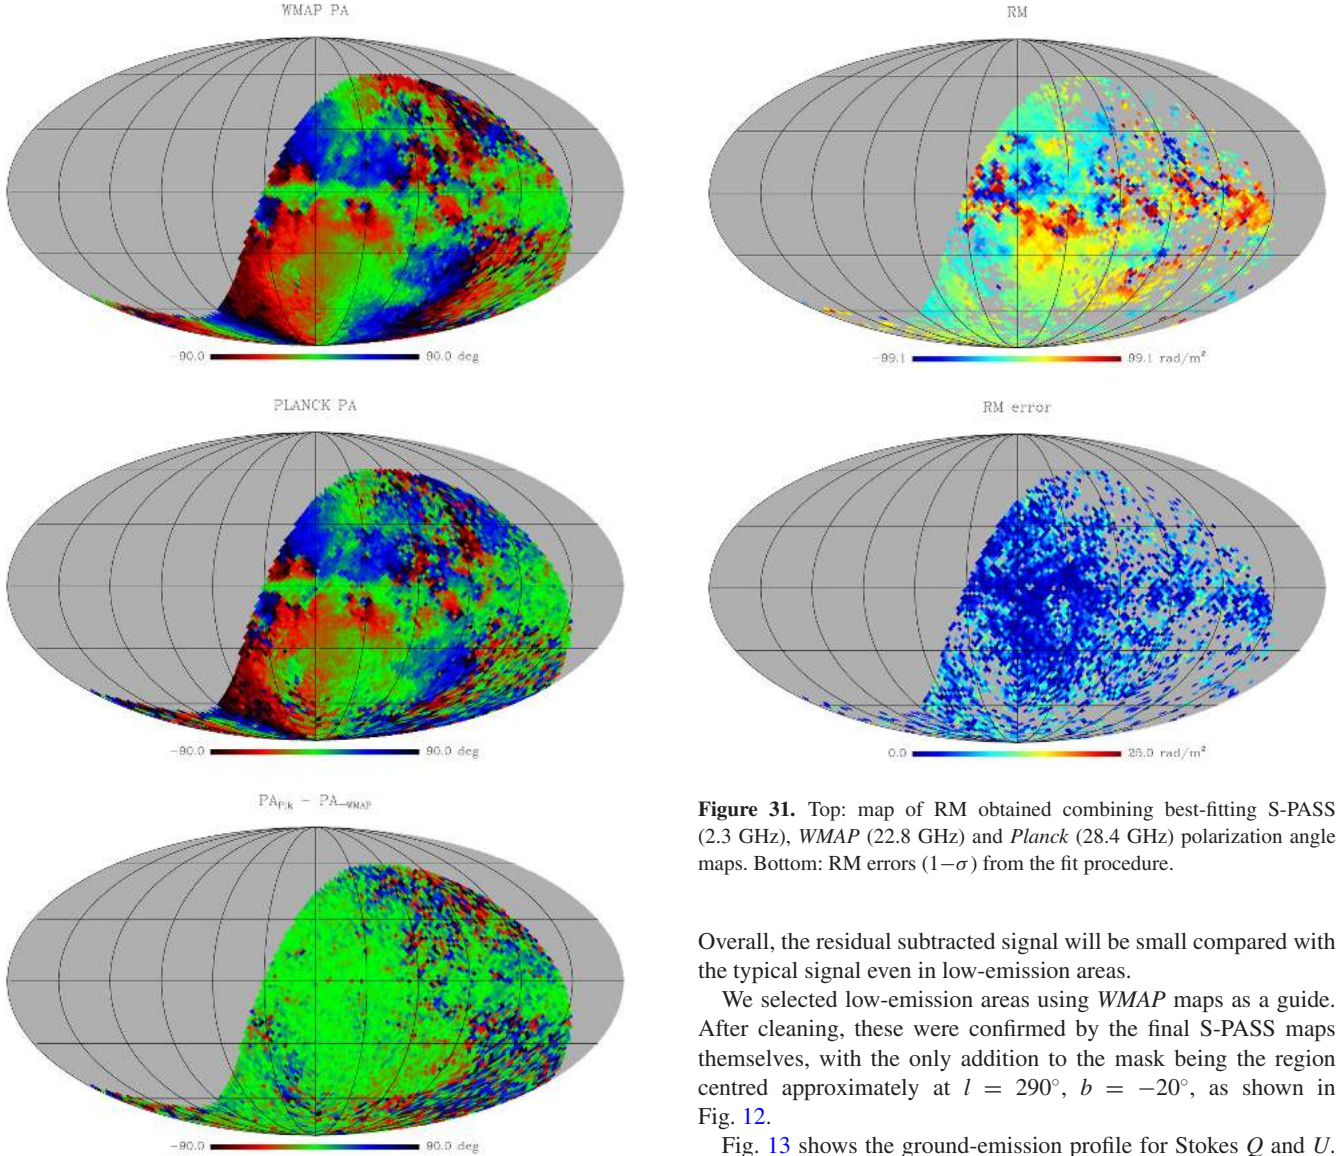 WMAP PA
-90.0 90.0 deg
PLANCK PA
-90.0 90.0 deg
PA_Plk - PA_-WMAP
-90.0 90.0 deg
RM
-99.1 99.1 rad/m²
RM error
0.0 25.0 rad/m²
Figure 31. Top: map of RM obtained combining best-fitting S-PASS
(2.3 GHz), WMAP (22.8 GHz) and Planck (28.4 GHz) polarization angle
maps. Bottom: RM errors (1−σ) from the fit procedure.
Overall, the residual subtracted signal will be small compared with
the typical signal even in low-emission areas.
We selected low-emission areas using WMAP maps as a guide.
After cleaning, these were confirmed by the final S-PASS maps
themselves, with the only addition to the mask being the region
centred approximately at l = 290°, b = −20°, as shown in
Fig. 12.
Fig. 13 shows the ground-emission profile for Stokes Q and U.